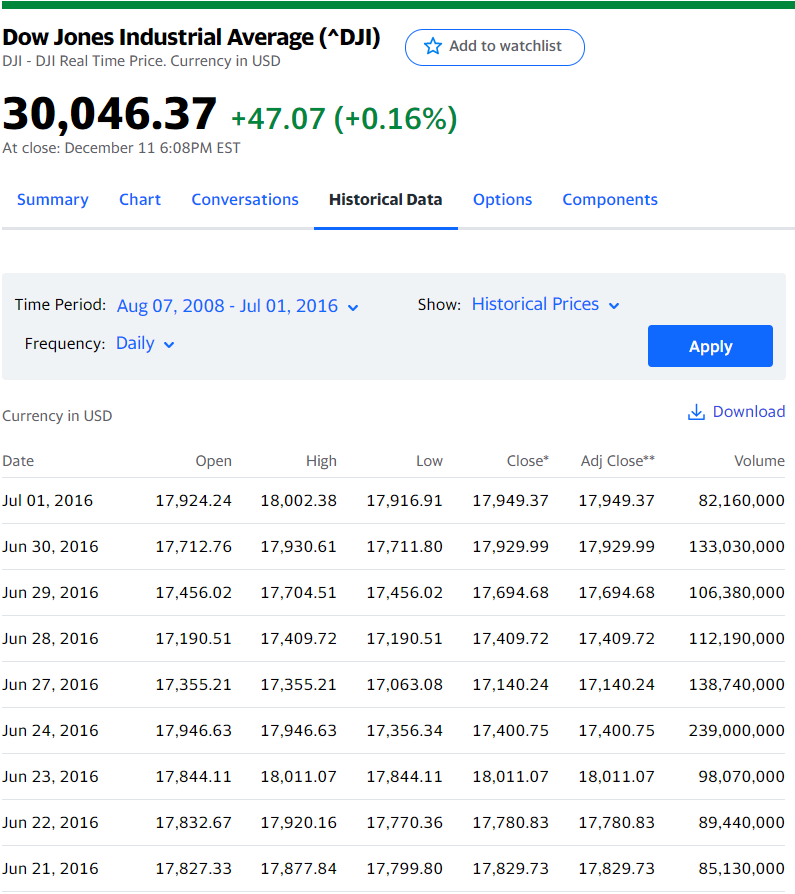 Dow Jones Industrial Average (^DJI)
Add to watchlist
DJI - DJI Real Time Price. Currency in USD
30,046.37 +47.07 (+0.16%)
At close: December 11 6:08PM EST
Summary Chart Conversations Historical Data Options Components
Time Period: Aug 07, 2008 - Jul 01, 2016 Show: Historical Prices
Frequency: Daily
Apply
Currency in USD Download
Date Open High Low Close* Adj Close** Volume
Jul 01, 2016 17,924.24 18,002.38 17,916.91 17,949.37 17,949.37 82,160,000
Jun 30, 2016 17,712.76 17,930.61 17,711.80 17,929.99 17,929.99 133,030,000
Jun 29, 2016 17,456.02 17,704.51 17,456.02 17,694.68 17,694.68 106,380,000
Jun 28, 2016 17,190.51 17,409.72 17,190.51 17,409.72 17,409.72 112,190,000
Jun 27, 2016 17,355.21 17,355.21 17,063.08 17,140.24 17,140.24 138,740,000
Jun 24, 2016 17,946.63 17,946.63 17,356.34 17,400.75 17,400.75 239,000,000
Jun 23, 2016 17,844.11 18,011.07 17,844.11 18,011.07 18,011.07 98,070,000
Jun 22, 2016 17,832.67 17,920.16 17,770.36 17,780.83 17,780.83 89,440,000
Jun 21, 2016 17,827.33 17,877.84 17,799.80 17,829.73 17,829.73 85,130,000